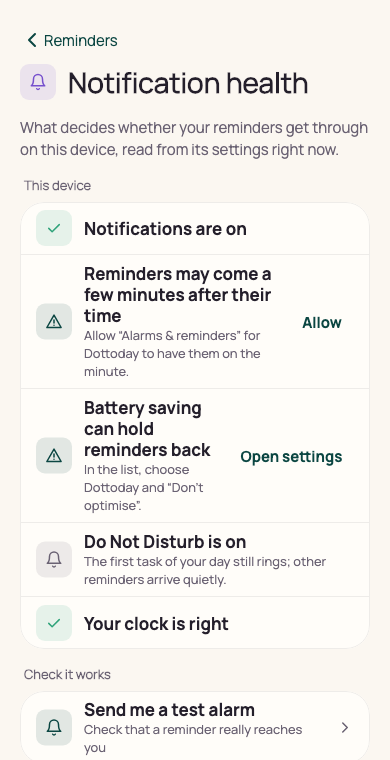 Reminders
Notification health
What decides whether your reminders get through
on this device, read from its settings right now.
This device
Notifications are on
Reminders may come a
few minutes after their
time
Allow “Alarms & reminders” for
Dottoday to have them on the
minute.
Allow
Battery saving
can hold
reminders back
In the list, choose
Dottoday and “Don't
optimise”.
Open settings
Do Not Disturb is on
The first task of your day still rings; other
reminders arrive quietly.
Your clock is right
Check it works
Send me a test alarm
Check that a reminder really reaches
you